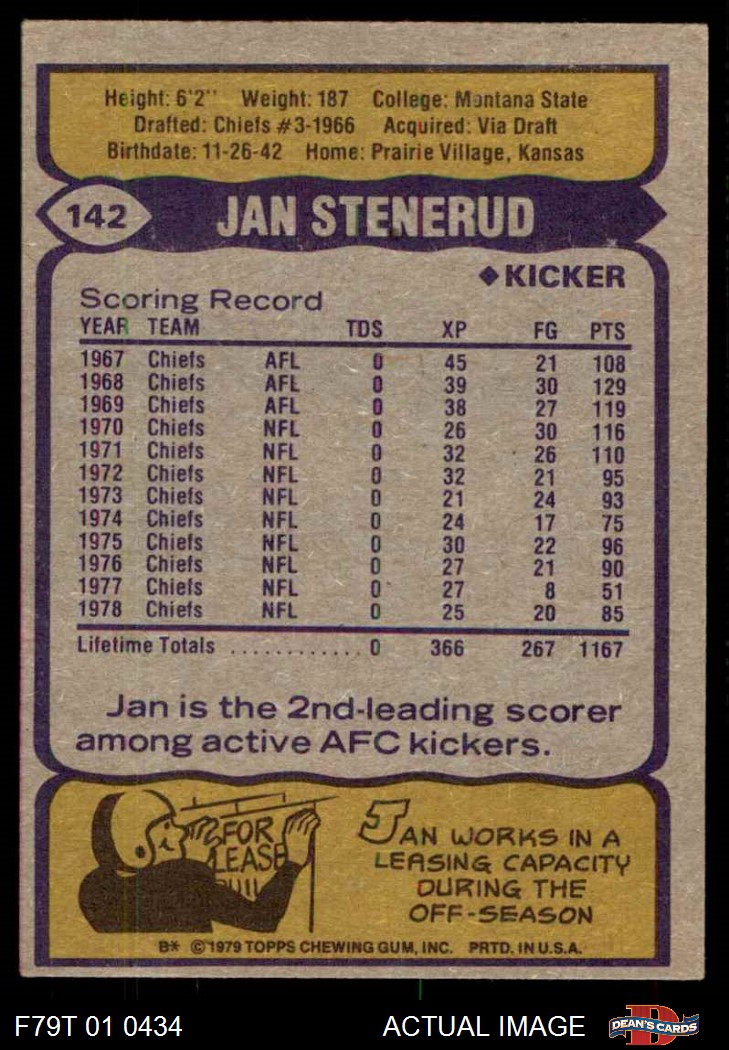 Height: 6'2" Weight: 187 College: Montana State
Drafted: Chiefs #3-1966 Acquired: Via Draft
Birthdate: 11-26-42 Home: Prairie Village, Kansas
142 JAN STENERUD
◆KICKER
Scoring Record
YEAR TEAM TDS XP FG PTS
1967 Chiefs AFL 0 45 21 108
1968 Chiefs AFL 0 39 30 129
1969 Chiefs AFL 0 38 27 119
1970 Chiefs NFL 0 26 30 116
1971 Chiefs NFL 0 32 26 110
1972 Chiefs NFL 0 32 21 95
1973 Chiefs NFL 0 21 24 93
1974 Chiefs NFL 0 24 17 75
1975 Chiefs NFL 0 30 22 96
1976 Chiefs NFL 0 27 21 90
1977 Chiefs NFL 0 27 8 51
1978 Chiefs NFL 0 25 20 85
Lifetime Totals ............ 0 366 267 1167
Jan is the 2nd-leading scorer
among active AFC kickers.
FOR
LEASE
JAN WORKS IN A
LEASING CAPACITY
DURING THE
OFF-SEASON
B* © 1979 TOPPS CHEWING GUM, INC. PRTD. IN U.S.A.
F79T 01 0434 ACTUAL IMAGE
D
DEAN'S CARDS